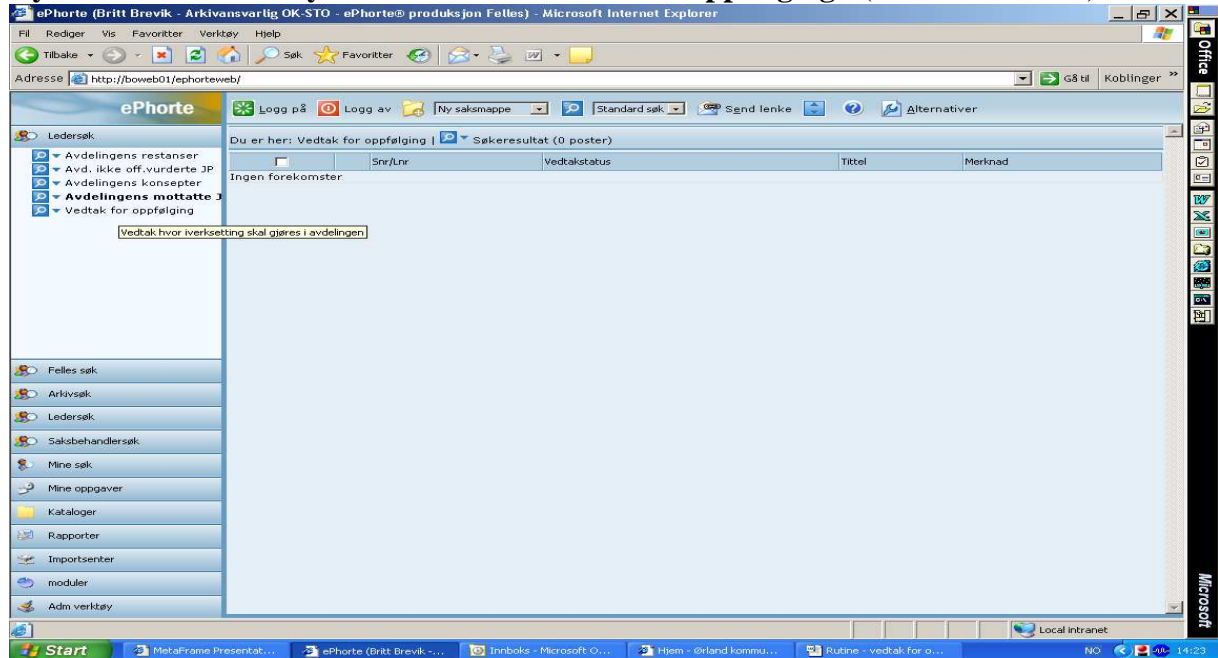 ePhorte (Britt Brevik - Arkivansvarlig OK-STO - ePhorte® produksjon Felles) - Microsoft Internet Explorer
Fil Rediger Vis Favoritter Verktøy Hjelp
Tilbake Søk Favoritter
Adresse http://boweb01/ephorteweb/ Gå til Koblinger »
ePhorte Logg på Logg av Ny saksmappe Standard søk Send lenke Alternativer
Ledersøk
Avdelingens restanser
Avd. ikke off.vurderte JP
Avdelingens konsepter
Avdelingens mottatte J
Vedtak for oppfølging
Vedtak hvor iverksetting skal gjøres i avdelingen
Du er her: Vedtak for oppfølging | Søkeresultat (0 poster)
Snr/Lnr Vedtakstatus Tittel Merknad
Ingen forekomster
Felles søk
Arkivsøk
Ledersøk
Saksbehandlersøk
Mine søk
Mine oppgaver
Kataloger
Rapporter
Importsenter
moduler
Adm verktøy
Local intranet
Start MetaFrame Presentat... ePhorte (Britt Brevik -... Innboks - Microsoft O... Hjem - Ørland kommu... Rutine - vedtak for o... NO 14:23
Office
Microsoft